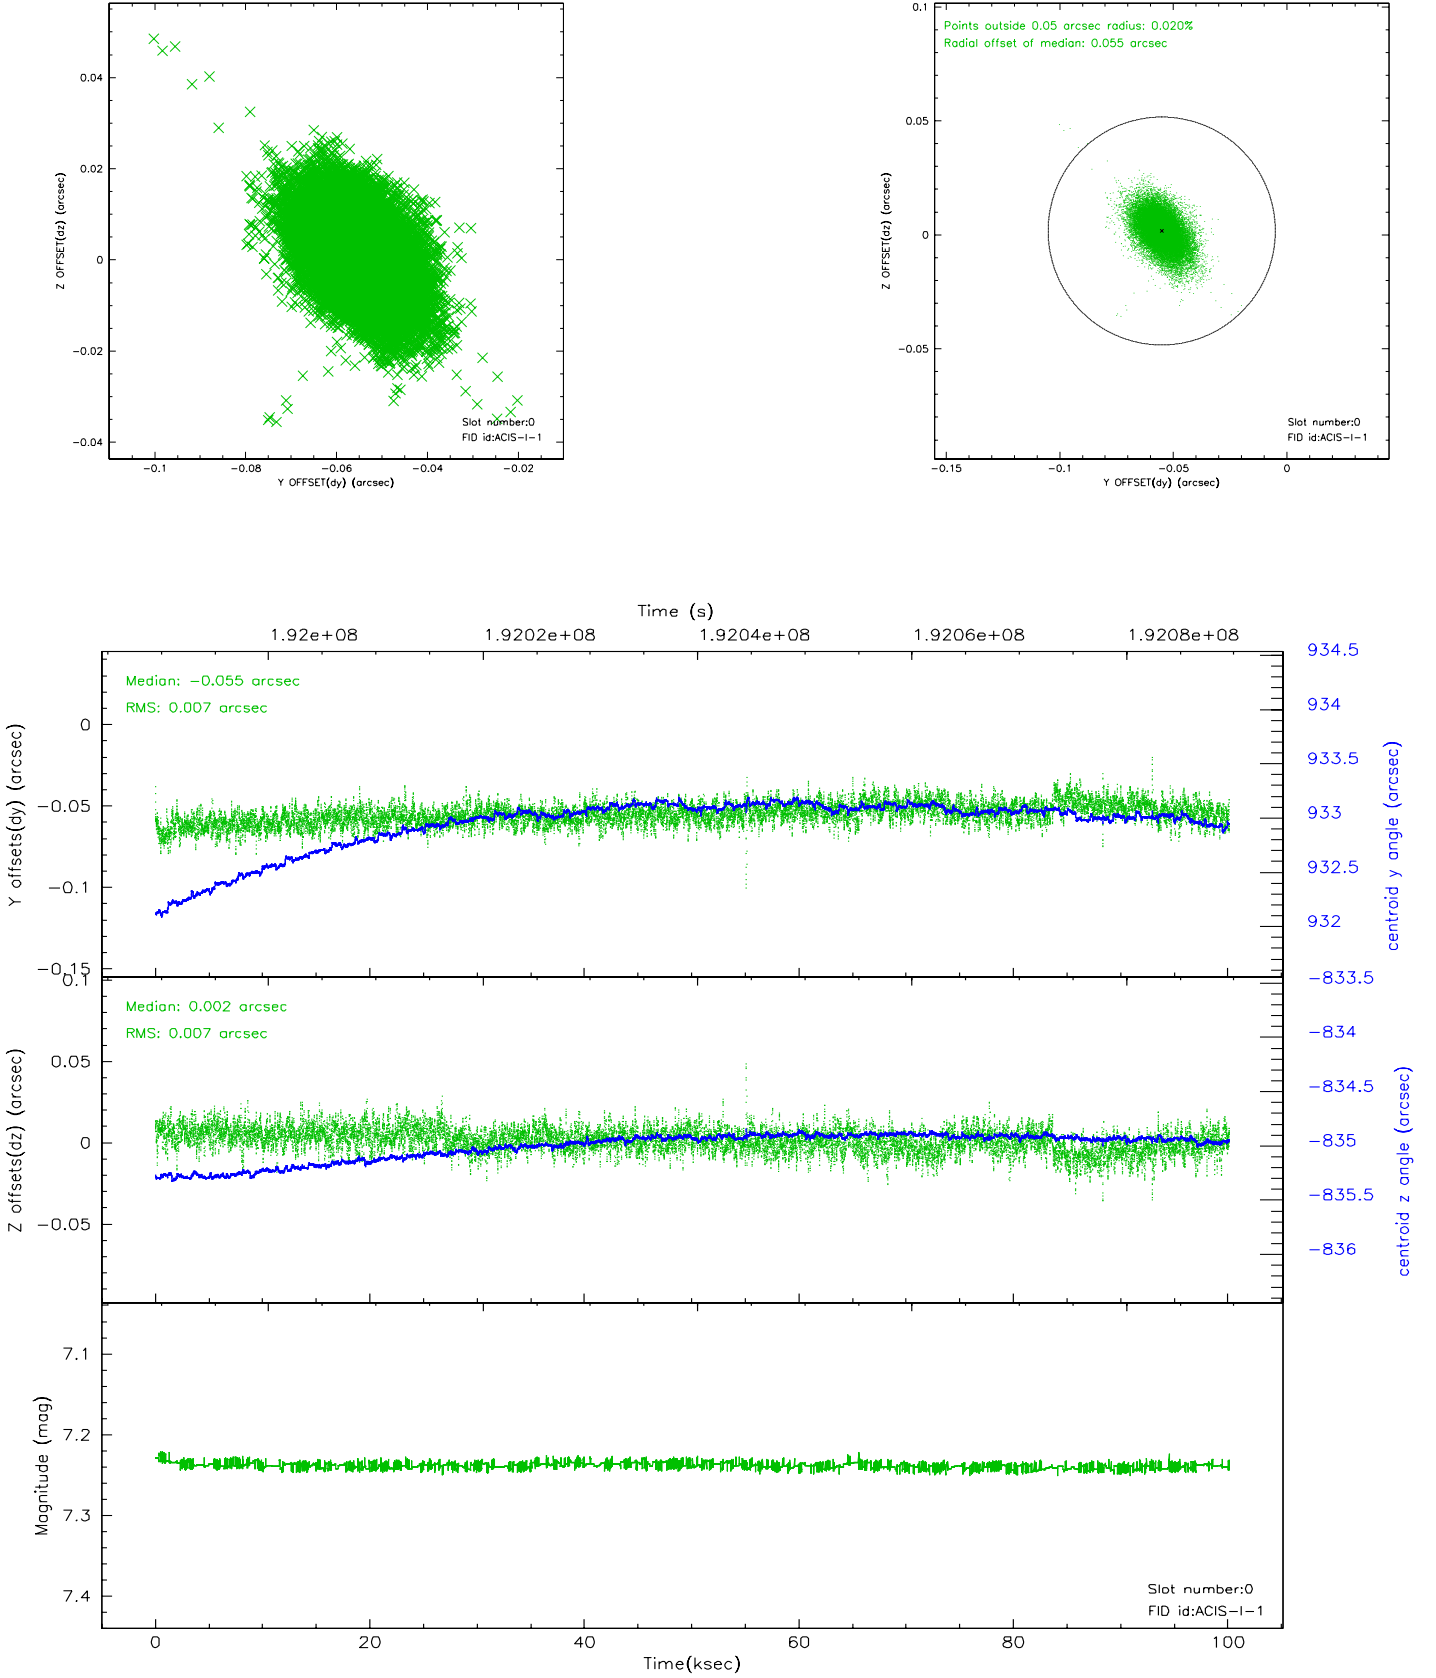 0.04
0.02
0
−0.02
−0.04
Z OFFSET(dz) (arcsec)
Slot number:0
FID id:ACIS−I−1
−0.1
−0.08
−0.06
−0.04
−0.02
Y OFFSET(dy) (arcsec)
0.1
0.05
0
−0.05
Z OFFSET(dz) (arcsec)
Points outside 0.05 arcsec radius: 0.020%
Radial offset of median: 0.055 arcsec
Slot number:0
FID id:ACIS−I−1
−0.15
−0.1
−0.05
0
Y OFFSET(dy) (arcsec)
Time (s)
1.92e+08
1.9202e+08
1.9204e+08
1.9206e+08
1.9208e+08
Median: −0.055 arcsec
RMS: 0.007 arcsec
0
−0.05
−0.1
−0.15
Y offsets(dy) (arcsec)
934.5
934
933.5
933
932.5
932
centroid y angle (arcsec)
Median: 0.002 arcsec
RMS: 0.007 arcsec
0.1
0.05
0
−0.05
Z offsets(dz) (arcsec)
−833.5
−834
−834.5
−835
−835.5
−836
centroid z angle (arcsec)
7.1
7.2
7.3
7.4
Magnitude (mag)
Slot number:0
FID id:ACIS−I−1
0
20
40
60
80
100
Time(ksec)